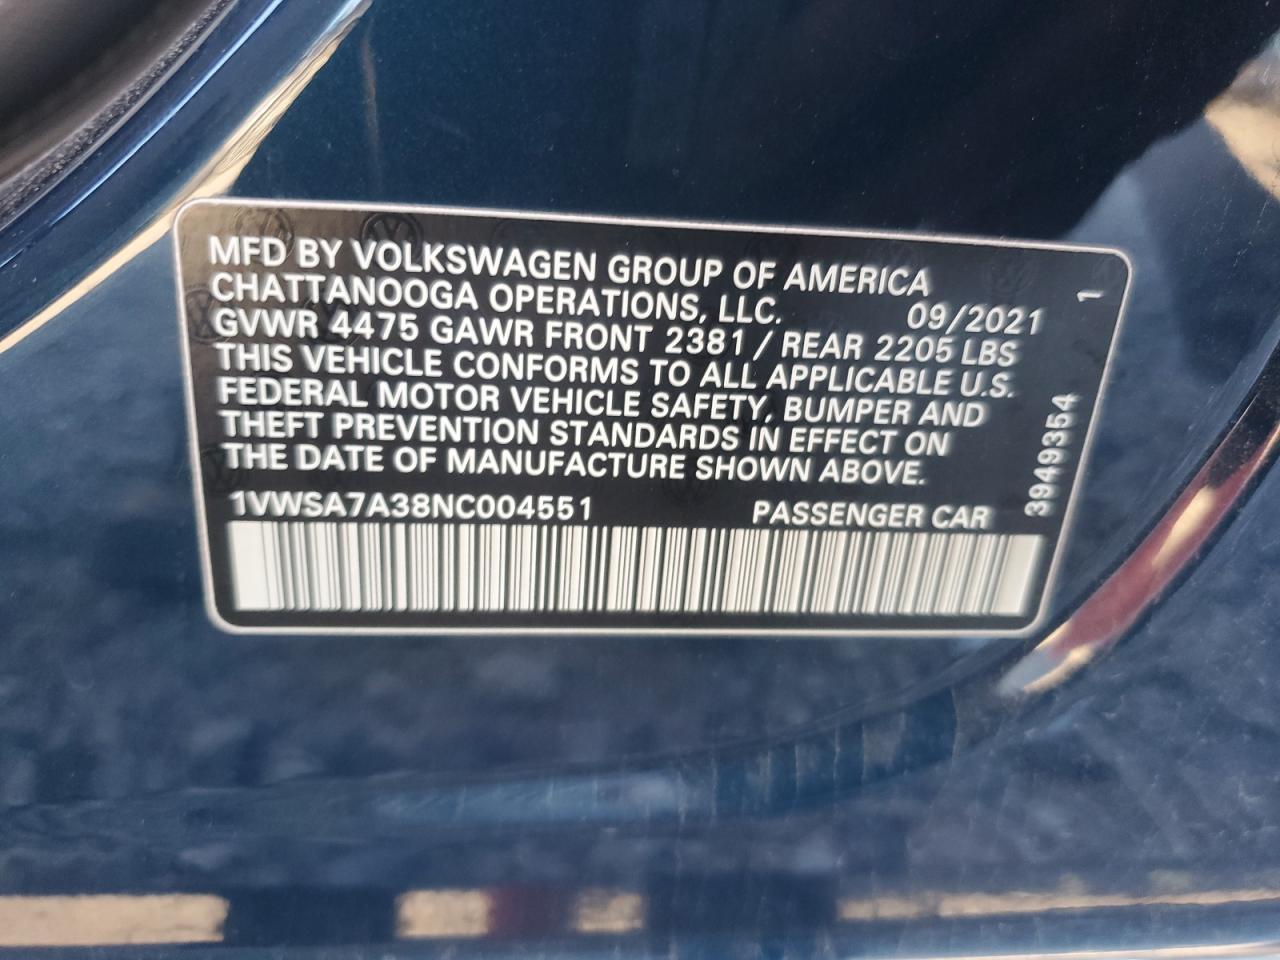 MFD BY VOLKSWAGEN GROUP OF AMERICA
CHATTANOOGA OPERATIONS, LLC. 09/2021 1
GVWR 4475 GAWR FRONT 2381 / REAR 2205 LBS
THIS VEHICLE CONFORMS TO ALL APPLICABLE U.S.
FEDERAL MOTOR VEHICLE SAFETY, BUMPER AND
THEFT PREVENTION STANDARDS IN EFFECT ON
THE DATE OF MANUFACTURE SHOWN ABOVE.
1VWSA7A38NC004551 PASSENGER CAR
3949354